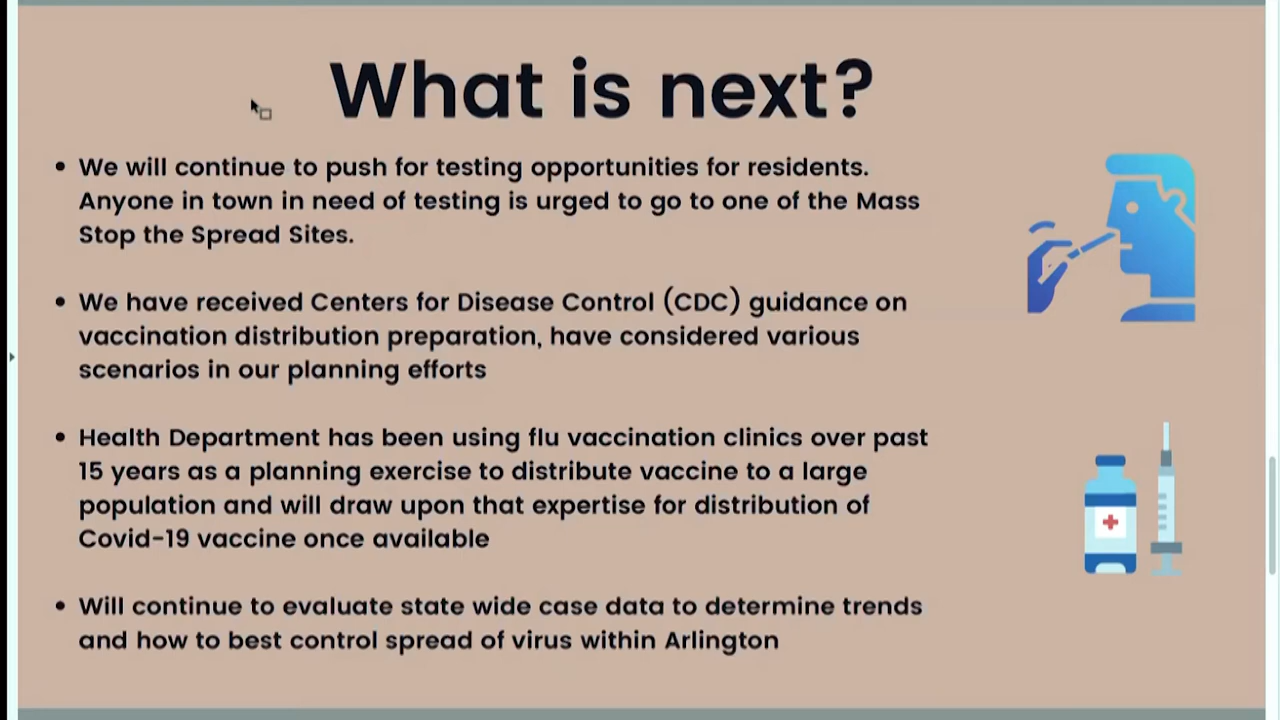 What is next?
• We will continue to push for testing opportunities for residents.
Anyone in town in need of testing is urged to go to one of the Mass
Stop the Spread Sites.
• We have received Centers for Disease Control (CDC) guidance on
vaccination distribution preparation, have considered various
scenarios in our planning efforts
• Health Department has been using flu vaccination clinics over past
15 years as a planning exercise to distribute vaccine to a large
population and will draw upon that expertise for distribution of
Covid-19 vaccine once available
• Will continue to evaluate state wide case data to determine trends
and how to best control spread of virus within Arlington